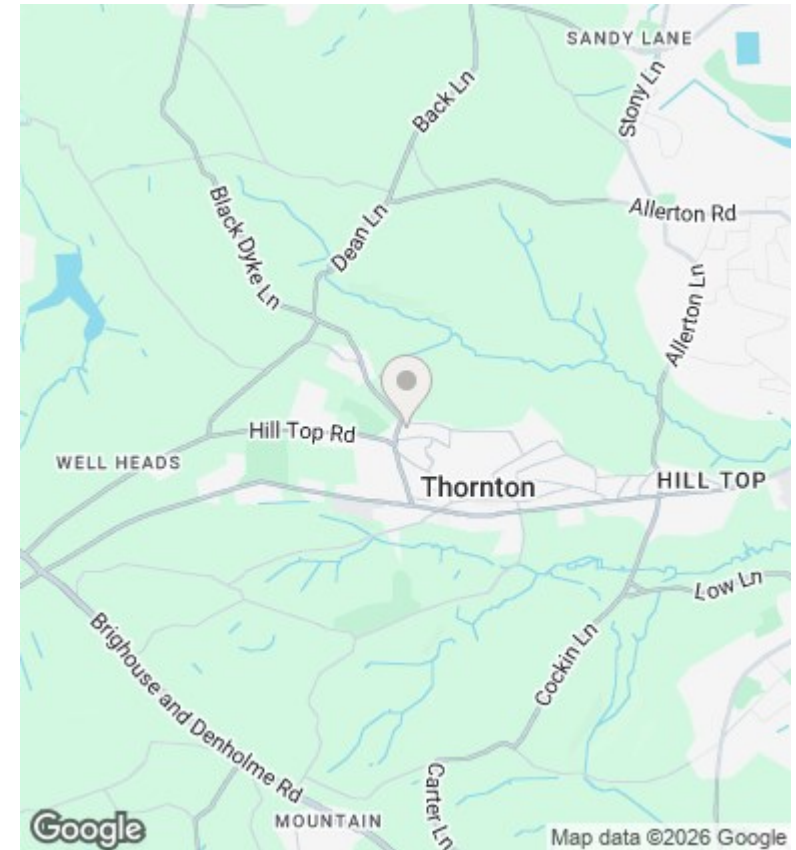 SANDY LANE
Back Ln
Stony Ln
Black Dyke Ln
Dean Ln
Allerton Rd
Allerton Ln
Hill Top Rd
WELL HEADS
Thornton
HILL TOP
Low Ln
Cockin Ln
Brighouse and Denholme Rd
Carter Ln
MOUNTAIN
Google
Map data ©2026 Google